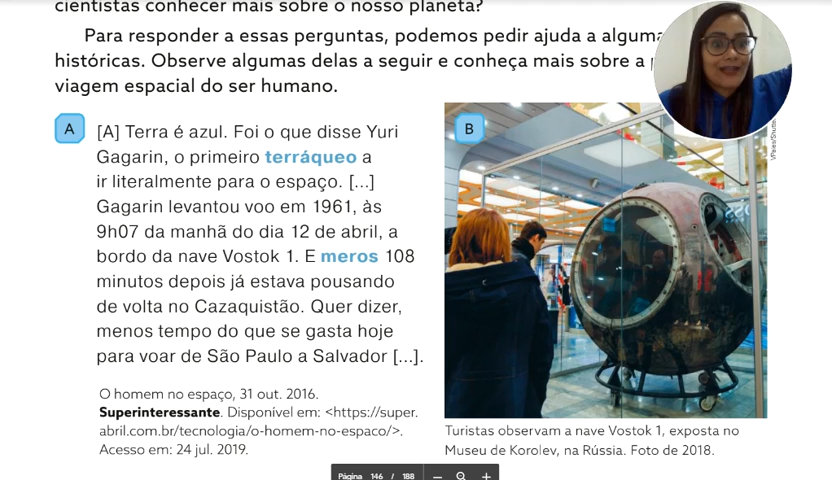 cientistas conhecer mais sobre o nosso planeta?
Para responder a essas perguntas, podemos pedir ajuda a
históricas. Observe algumas delas a seguir e conheça mais sobre a
viagem espacial do ser humano.
A
[A] Terra é azul. Foi o que disse Yuri
Gagarin, o primeiro terráqueo a
ir literalmente para o espaço. [...]
Gagarin levantou voo em 1961, às
9h07 da manhã do dia 12 de abril, a
bordo da nave Vostok 1. E meros 108
minutos depois já estava pousando
de volta no Cazaquistão. Quer dizer,
menos tempo do que se gasta hoje
para voar de São Paulo a Salvador [...].
O homem no espaço, 31 out. 2016.
Superinteressante. Disponível em: <https://super.
abril.com.br/tecnologia/o-homem-no-espaco/>.
Acesso em: 24 jul. 2019.
B
Turistas observam a nave Vostok 1, exposta no
Museu de Korolev, na Rússia. Foto de 2018.
Página 146 / 188